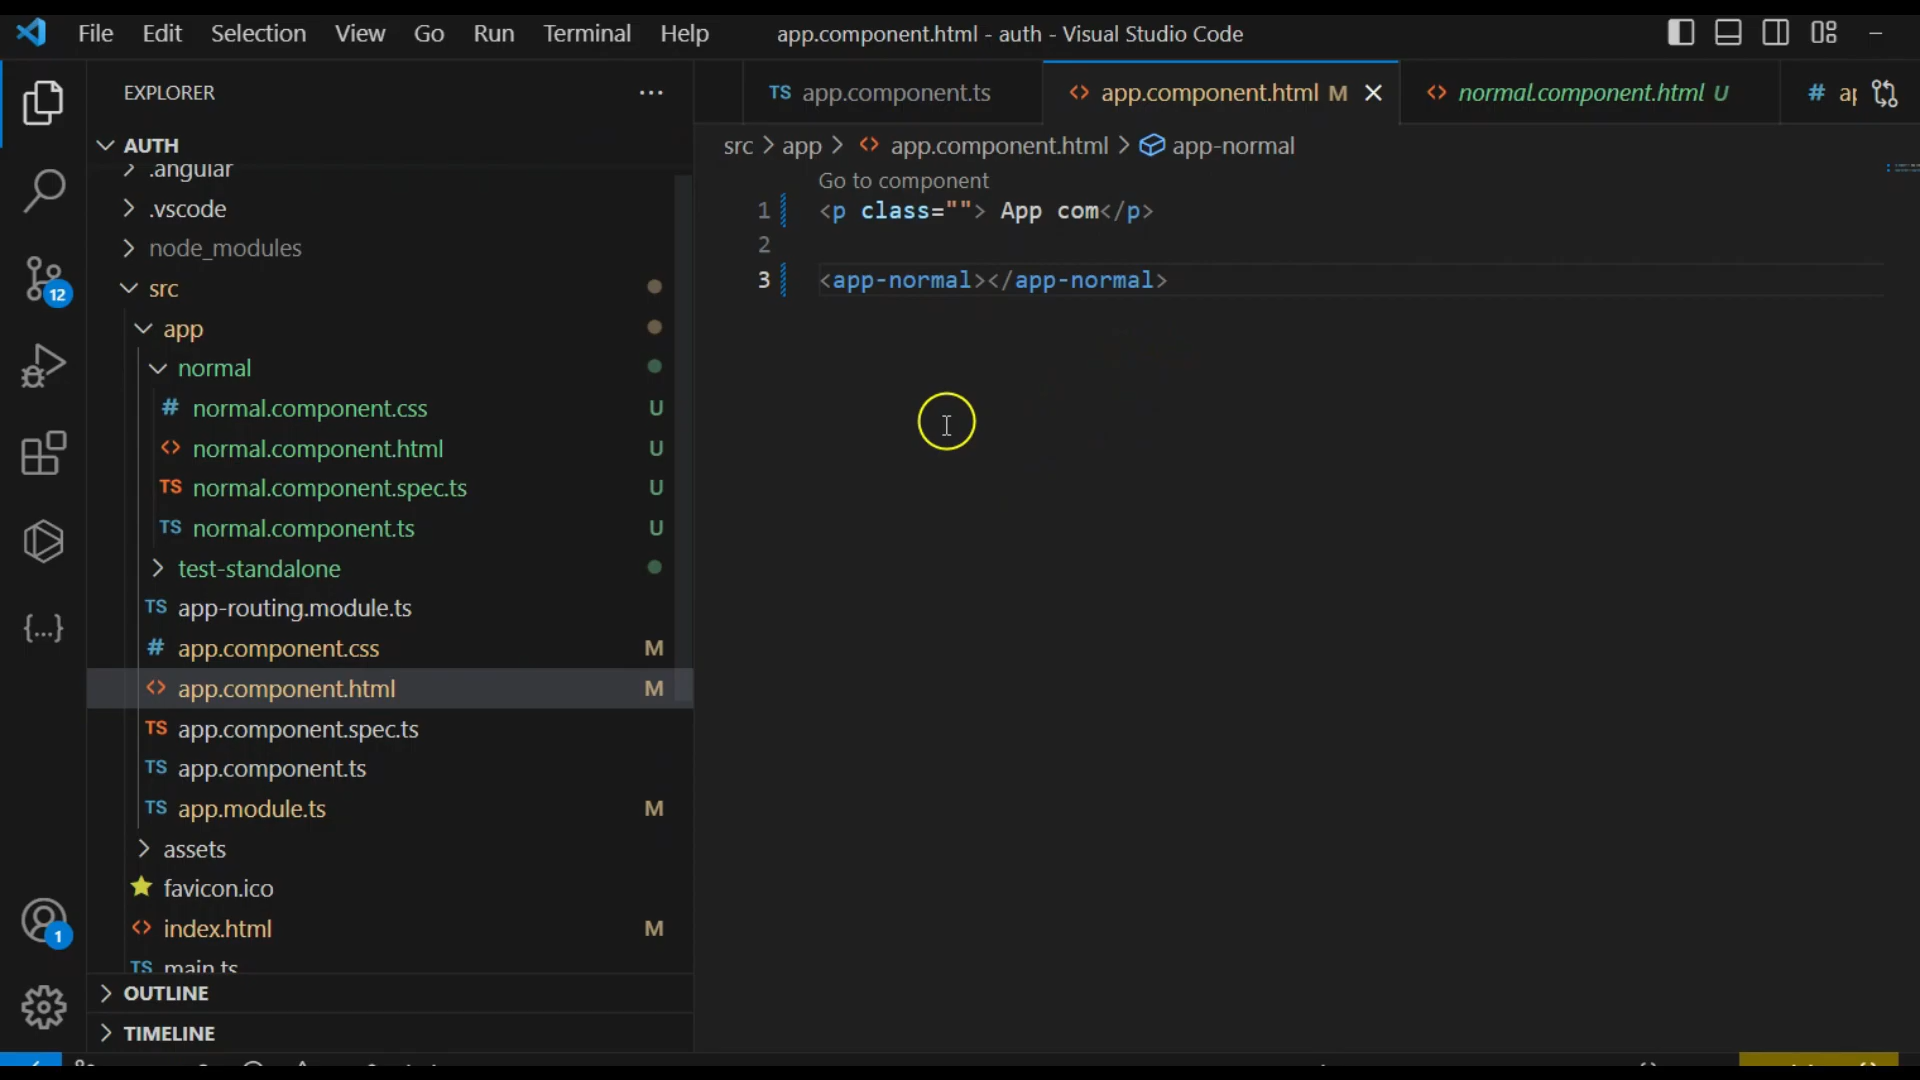 File Edit Selection View Go Run Terminal Help
app.component.html - auth - Visual Studio Code
EXPLORER
TS app.component.ts
<> app.component.html M
<> normal.component.html U
#
AUTH
src > app > <> app.component.html > app-normal
.angular
Go to component
.vscode
1 <p class=""> App com</p>
node_modules
2
12
src
3 <app-normal></app-normal>
app
normal
# normal.component.css U
<> normal.component.html U
TS normal.component.spec.ts U
TS normal.component.ts U
test-standalone
TS app-routing.module.ts
# app.component.css M
<> app.component.html M
TS app.component.spec.ts
TS app.component.ts
TS app.module.ts M
assets
favicon.ico
1
<> index.html M
TS main.ts
OUTLINE
TIMELINE